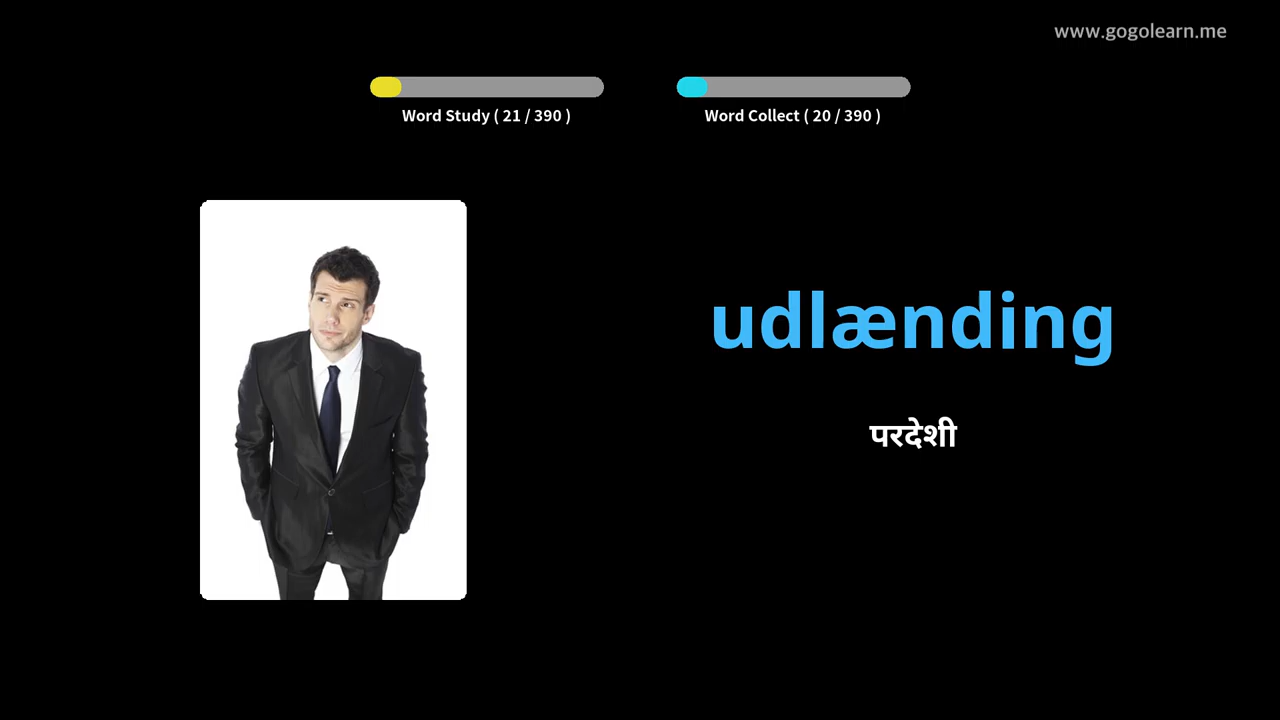 www.gogolearn.me
Word Study ( 21 / 390 )
Word Collect ( 20 / 390 )
udlænding
परदेशी